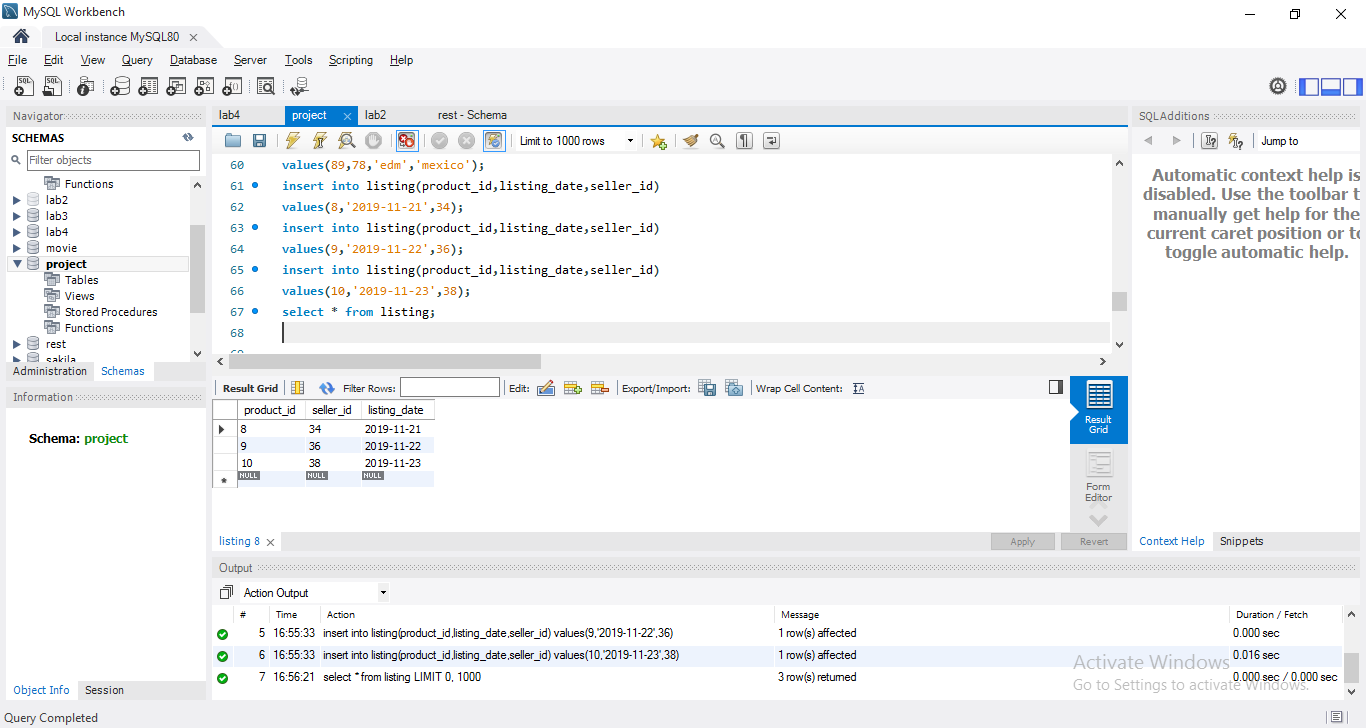 MySQL Workbench
Local instance MySQL80
File Edit View Query Database Server Tools Scripting Help
Navigator
SCHEMAS
Filter objects
Functions
lab2
lab3
lab4
movie
project
Tables
Views
Stored Procedures
Functions
rest
sakila
Administration Schemas
Information
Schema: project
Object Info Session
Query Completed
lab4 project lab2 rest - Schema
Limit to 1000 rows
60 values(89,78,'edm','mexico');
61 insert into listing(product_id,listing_date,seller_id)
62 values(8,'2019-11-21',34);
63 insert into listing(product_id,listing_date,seller_id)
64 values(9,'2019-11-22',36);
65 insert into listing(product_id,listing_date,seller_id)
66 values(10,'2019-11-23',38);
67 select * from listing;
68
69
Result Grid Filter Rows: Edit: Export/Import: Wrap Cell Content:
product_id seller_id listing_date
8 34 2019-11-21
9 36 2019-11-22
10 38 2019-11-23
NULL NULL NULL
Result
Grid
Form
Editor
listing 8
Apply Revert
SQLAdditions
Jump to
Automatic context help is
disabled. Use the toolbar t
manually get help for the
current caret position or to
toggle automatic help.
Context Help Snippets
Output
Action Output
# Time Action Message Duration / Fetch
5 16:55:33 insert into listing(product_id,listing_date,seller_id) values(9,'2019-11-22',36) 1 row(s) affected 0.000 sec
6 16:55:33 insert into listing(product_id,listing_date,seller_id) values(10,'2019-11-23',38) 1 row(s) affected 0.016 sec
7 16:56:21 select * from listing LIMIT 0, 1000 3 row(s) returned 0.000 sec / 0.000 sec
Activate Windows
Go to Settings to activate Windows.